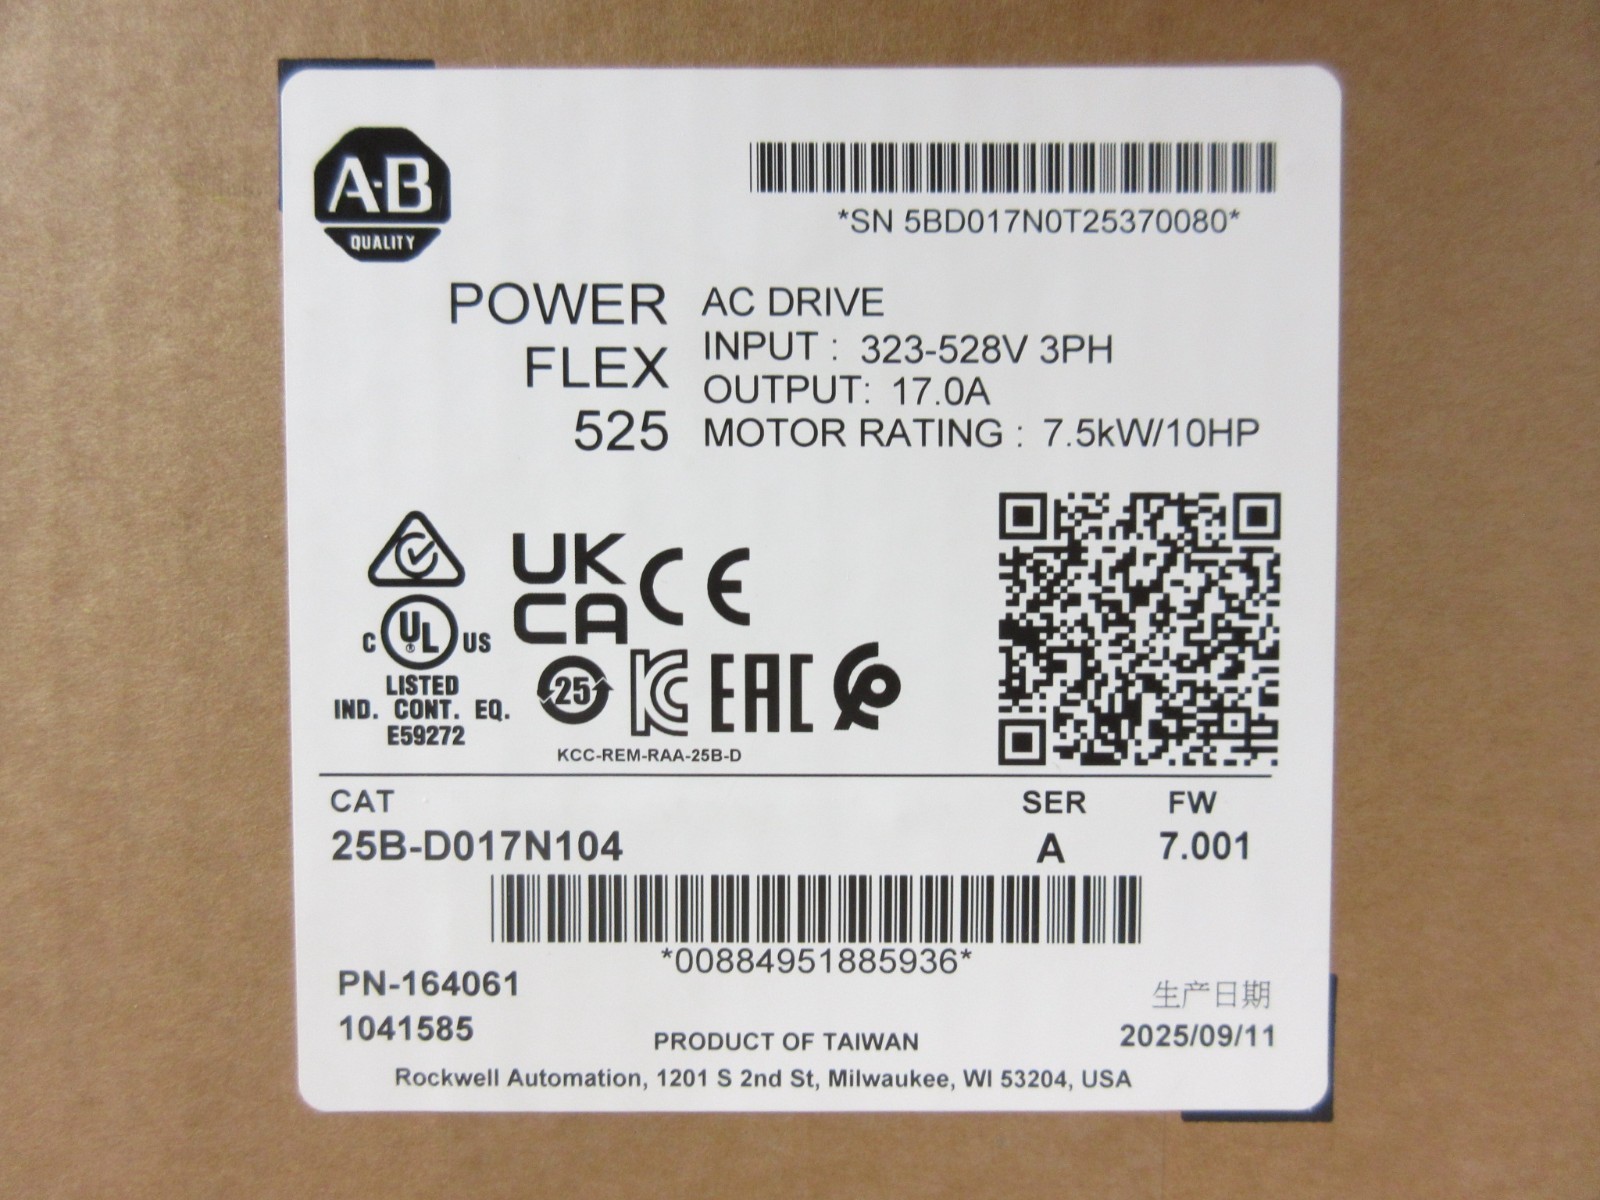 A-B
QUALITY
*SN 5BD017N0T25370080*
POWER
FLEX
525
AC DRIVE
INPUT : 323-528V 3PH
OUTPUT: 17.0A
MOTOR RATING : 7.5kW/10HP
UK
CA
CE
C UL US
®
LISTED
IND. CONT. EQ.
E59272
25
KC
EAC
KCC-REM-RAA-25B-D
CAT
25B-D017N104
SER
A
FW
7.001
*00884951885936*
PN-164061
1041585
生产日期
2025/09/11
PRODUCT OF TAIWAN
Rockwell Automation, 1201 S 2nd St, Milwaukee, WI 53204, USA